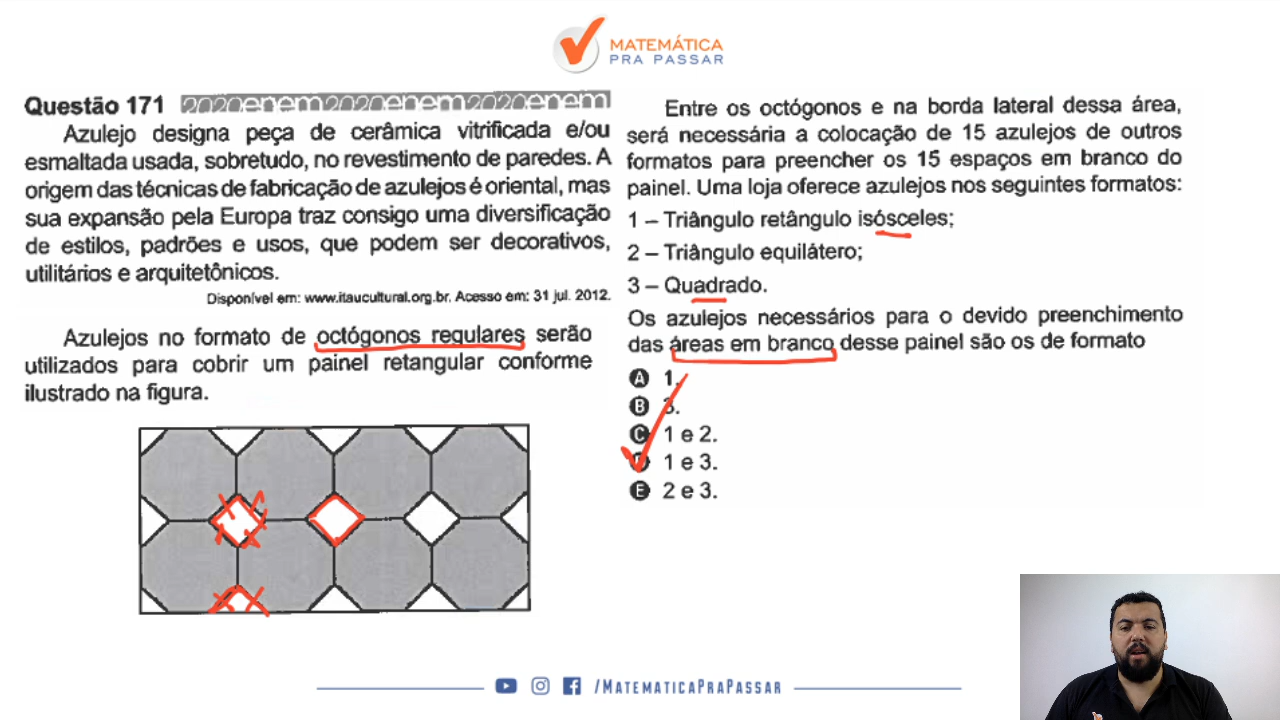 MATEMÁTICA
PRA PASSAR
Questão 171 2020enem2020enem2020enem
Azulejo designa peça de cerâmica vitrificada e/ou
esmaltada usada, sobretudo, no revestimento de paredes. A
origem das técnicas de fabricação de azulejos é oriental, mas
sua expansão pela Europa traz consigo uma diversificação
de estilos, padrões e usos, que podem ser decorativos,
utilitários e arquitetônicos.
Disponível em: www.itaucultural.org.br. Acesso em: 31 jul. 2012.
Azulejos no formato de octógonos regulares serão
utilizados para cobrir um painel retangular conforme
ilustrado na figura.
Entre os octógonos e na borda lateral dessa área,
será necessária a colocação de 15 azulejos de outros
formatos para preencher os 15 espaços em branco do
painel. Uma loja oferece azulejos nos seguintes formatos:
1 – Triângulo retângulo isósceles;
2 – Triângulo equilátero;
3 – Quadrado.
Os azulejos necessários para o devido preenchimento
das áreas em branco desse painel são os de formato
A 1.
B 3.
C 1 e 2.
D 1 e 3.
E 2 e 3.
/MATEMATICAPRAPASSAR